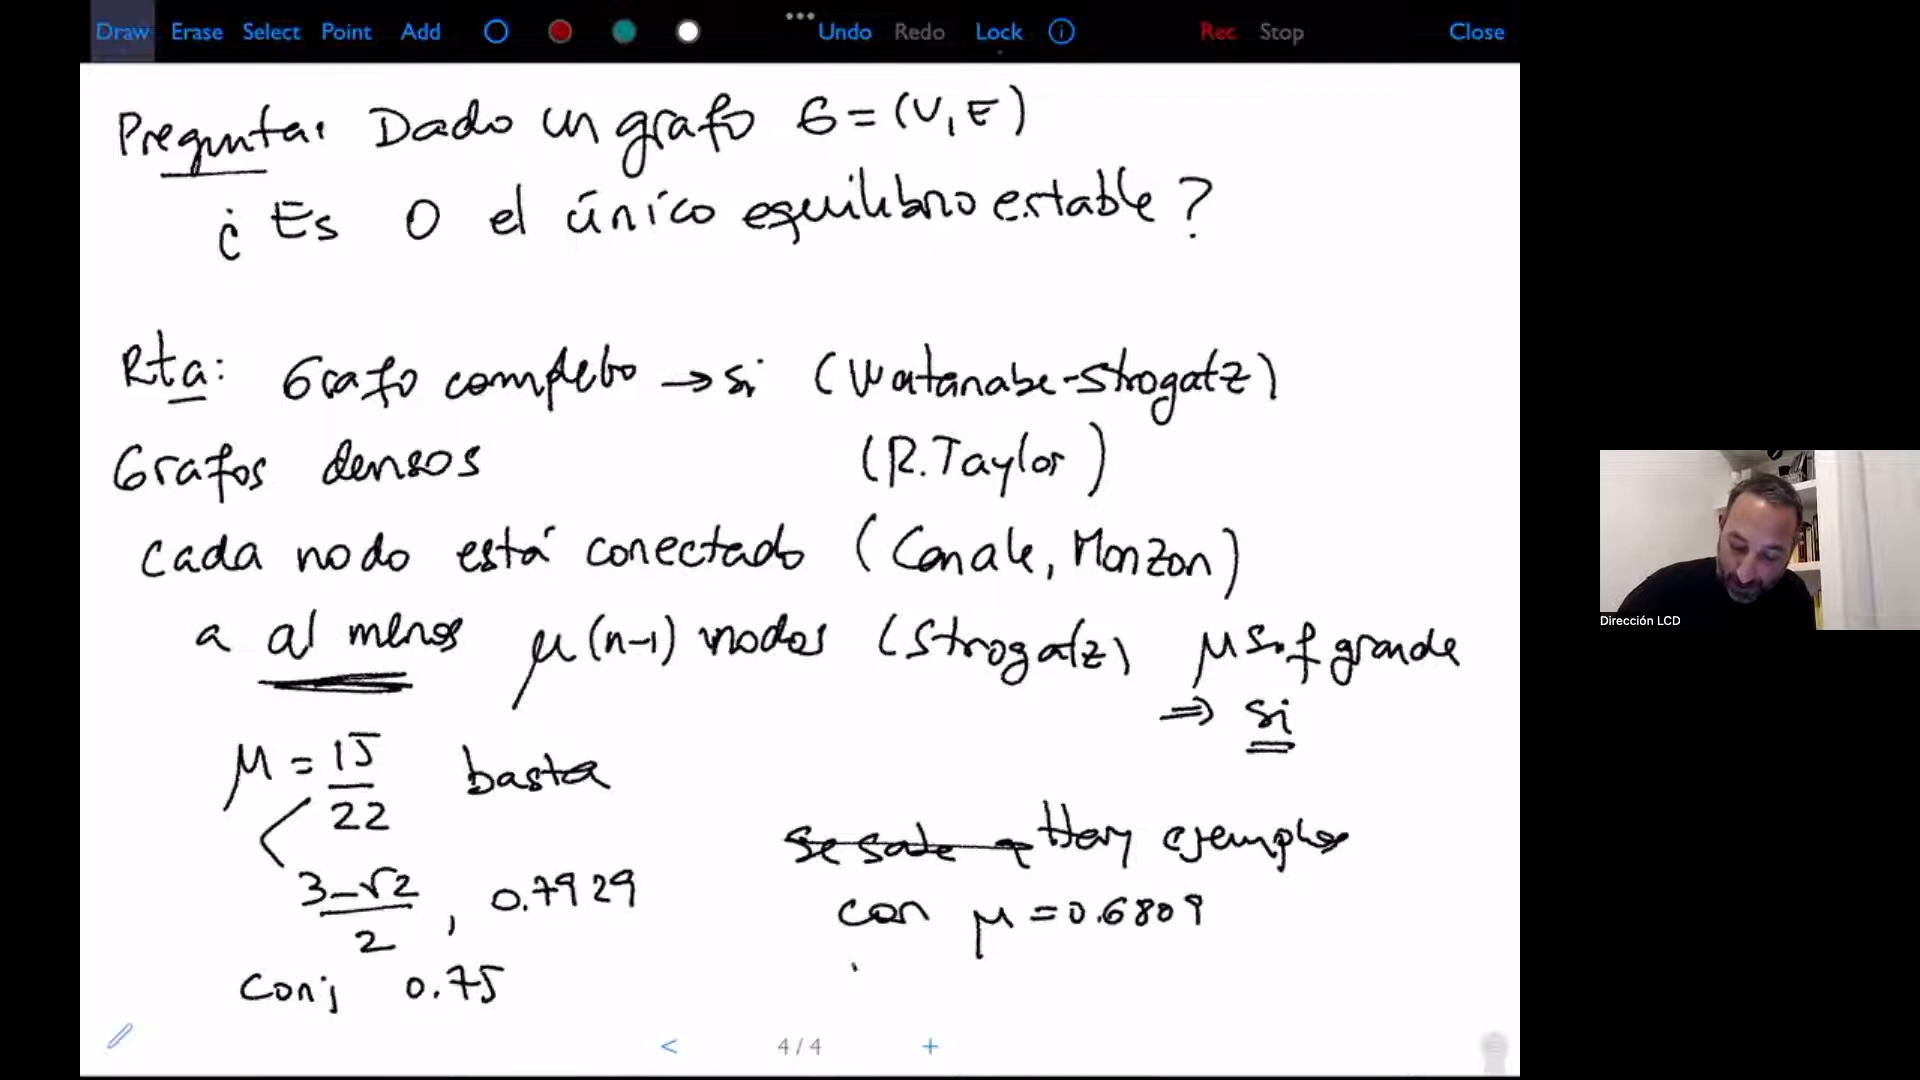 Draw Erase Select Point Add Undo Redo Lock Rec Stop Close
Pregunta: Dado un grafo G = (V, E)
¿Es 0 el único equilibrio estable?
Rta: Grafo completo → si (Watanabe-Strogatz)
Grafos densos (R. Taylor)
cada nodo está conectado (Canale, Monzon)
a al menos μ(n-1) nodos (Strogatz) μ suf grande
⇒ si
μ = 15/22 basta
se sabe q Hay ejemplos
3-√2/2, 0.7929
con μ = 0.6809
Conj 0.75
Dirección LCD
< 4 / 4 +